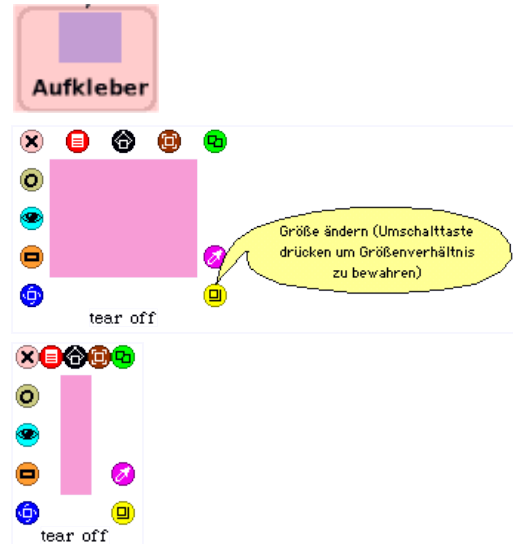 Aufkleber
Größe ändern (Umschalttaste
drücken um Größenverhältnis
zu bewahren)
tear off
tear off